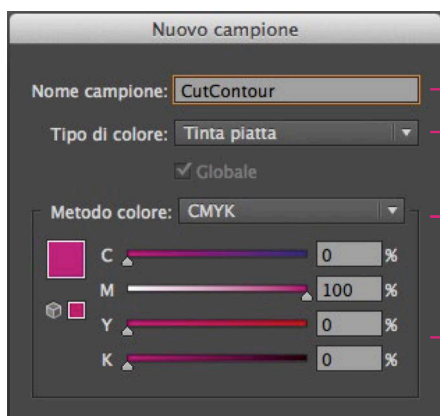 Nuovo campione
Nome campione: CutContour
Tipo di colore: Tinta piatta
Globale
Metodo colore: CMYK
C 0 %
M 100 %
Y 0 %
K 0 %